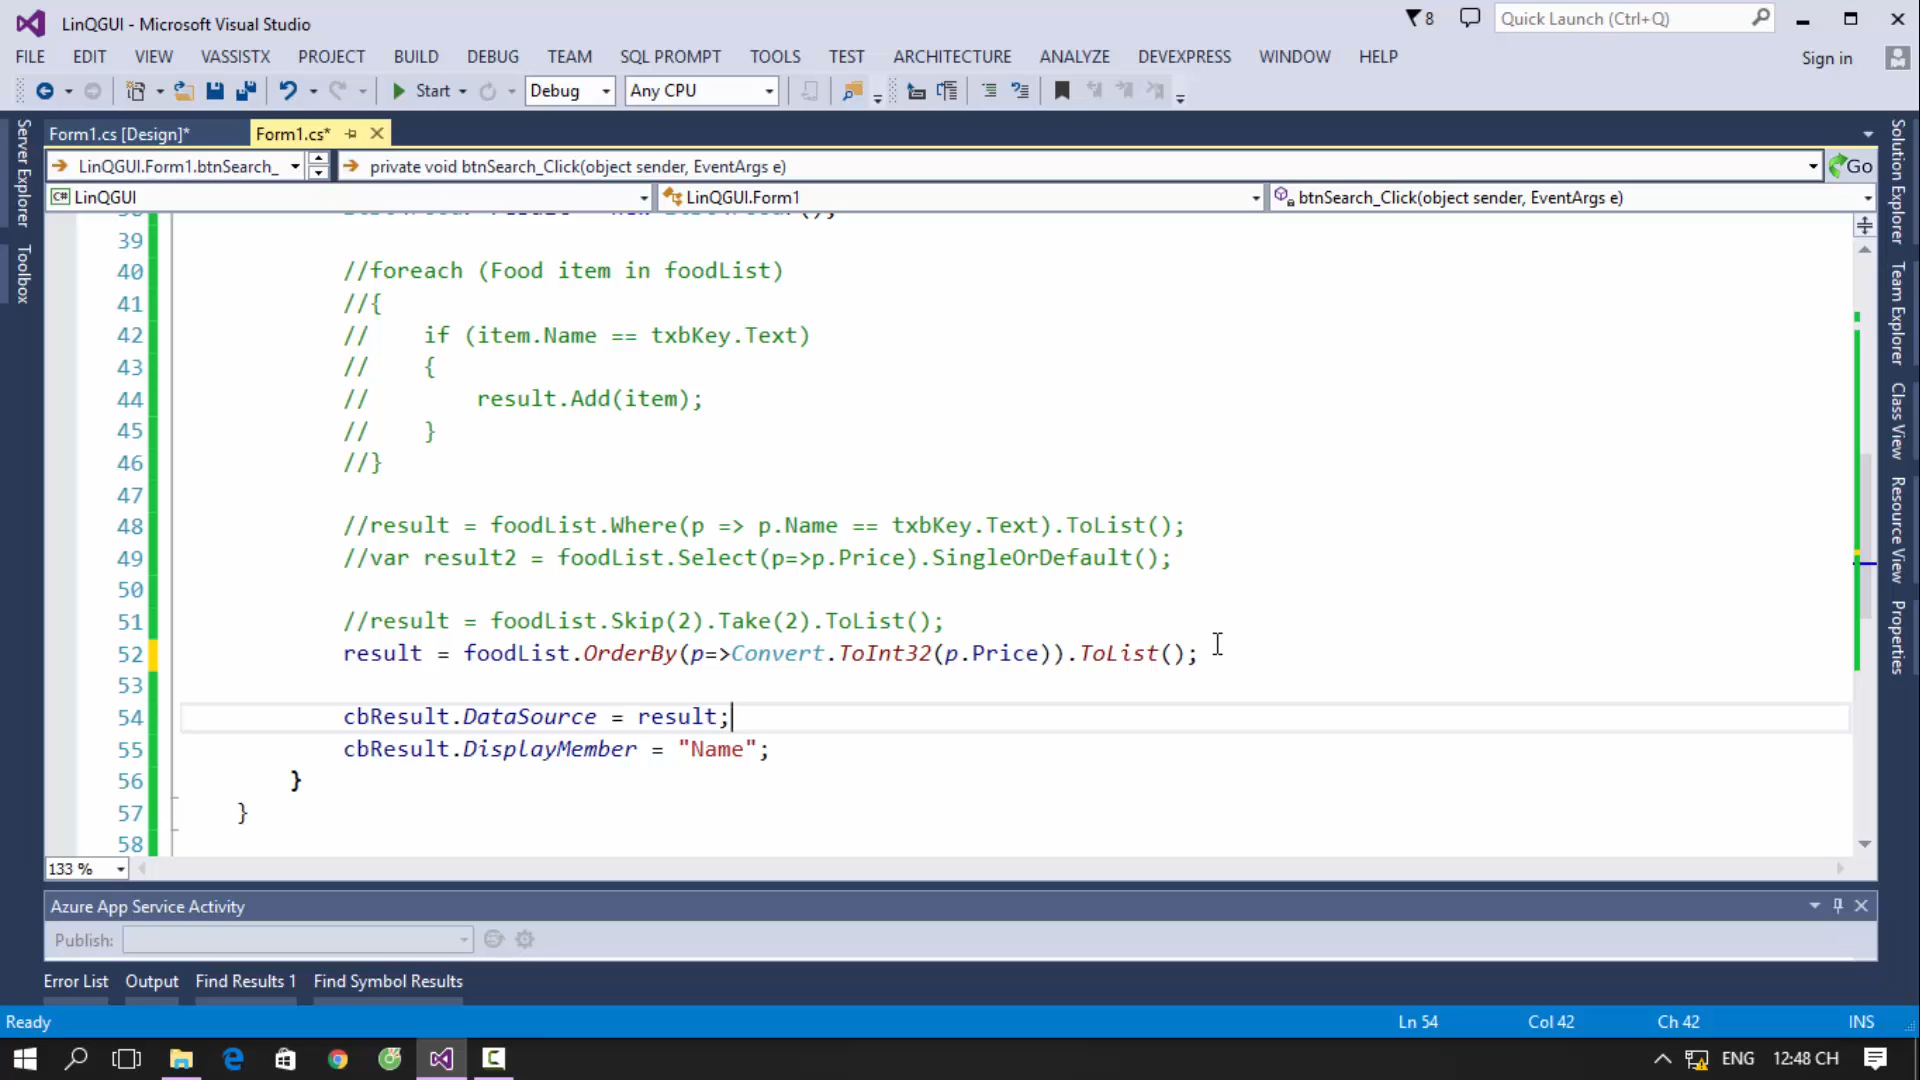 LinQGUI - Microsoft Visual Studio
8
Quick Launch (Ctrl+Q)
FILE EDIT VIEW VASSISTX PROJECT BUILD DEBUG TEAM SQL PROMPT TOOLS TEST ARCHITECTURE ANALYZE DEVEXPRESS WINDOW HELP
Sign in
Start Debug Any CPU
Form1.cs [Design]* Form1.cs*
LinQGUI.Form1.btnSearch_ private void btnSearch_Click(object sender, EventArgs e) Go
C# LinQGUI LinQGUI.Form1 btnSearch_Click(object sender, EventArgs e)
Server Explorer
Toolbox
Solution Explorer
Team Explorer
Class View
Resource View
Properties
39
40 //foreach (Food item in foodList)
41 //{
42 // if (item.Name == txbKey.Text)
43 // {
44 // result.Add(item);
45 // }
46 //}
47
48 //result = foodList.Where(p => p.Name == txbKey.Text).ToList();
49 //var result2 = foodList.Select(p=>p.Price).SingleOrDefault();
50
51 //result = foodList.Skip(2).Take(2).ToList();
52 result = foodList.OrderBy(p=>Convert.ToInt32(p.Price)).ToList();
53
54 cbResult.DataSource = result;
55 cbResult.DisplayMember = "Name";
56 }
57 }
58
133 %
Azure App Service Activity
Publish:
Error List Output Find Results 1 Find Symbol Results
Ready Ln 54 Col 42 Ch 42 INS
ENG 12:48 CH